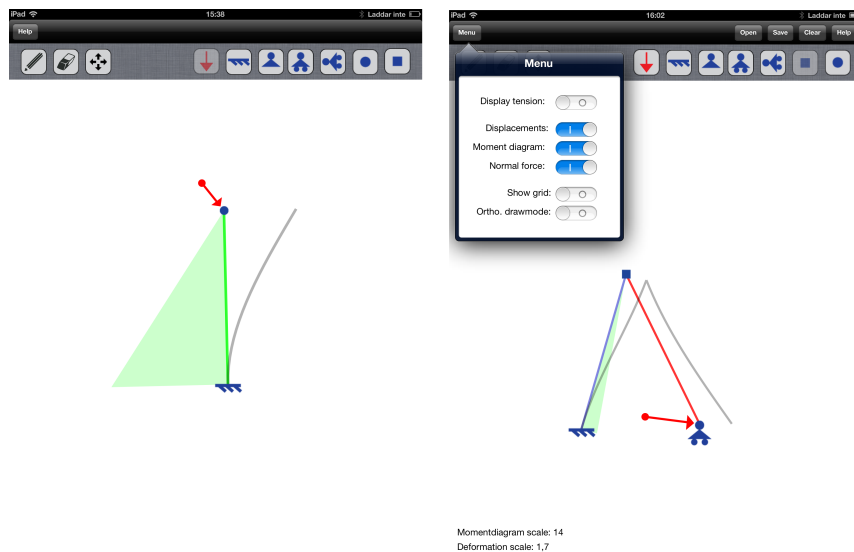 iPad 15:38 Laddar inte
Help
iPad 16:02 Laddar inte
Menu Open Save Clear Help
Menu
Display tension:
Displacements:
Moment diagram:
Normal force:
Show grid:
Ortho. drawmode:
Momentdiagram scale: 14
Deformation scale: 1,7